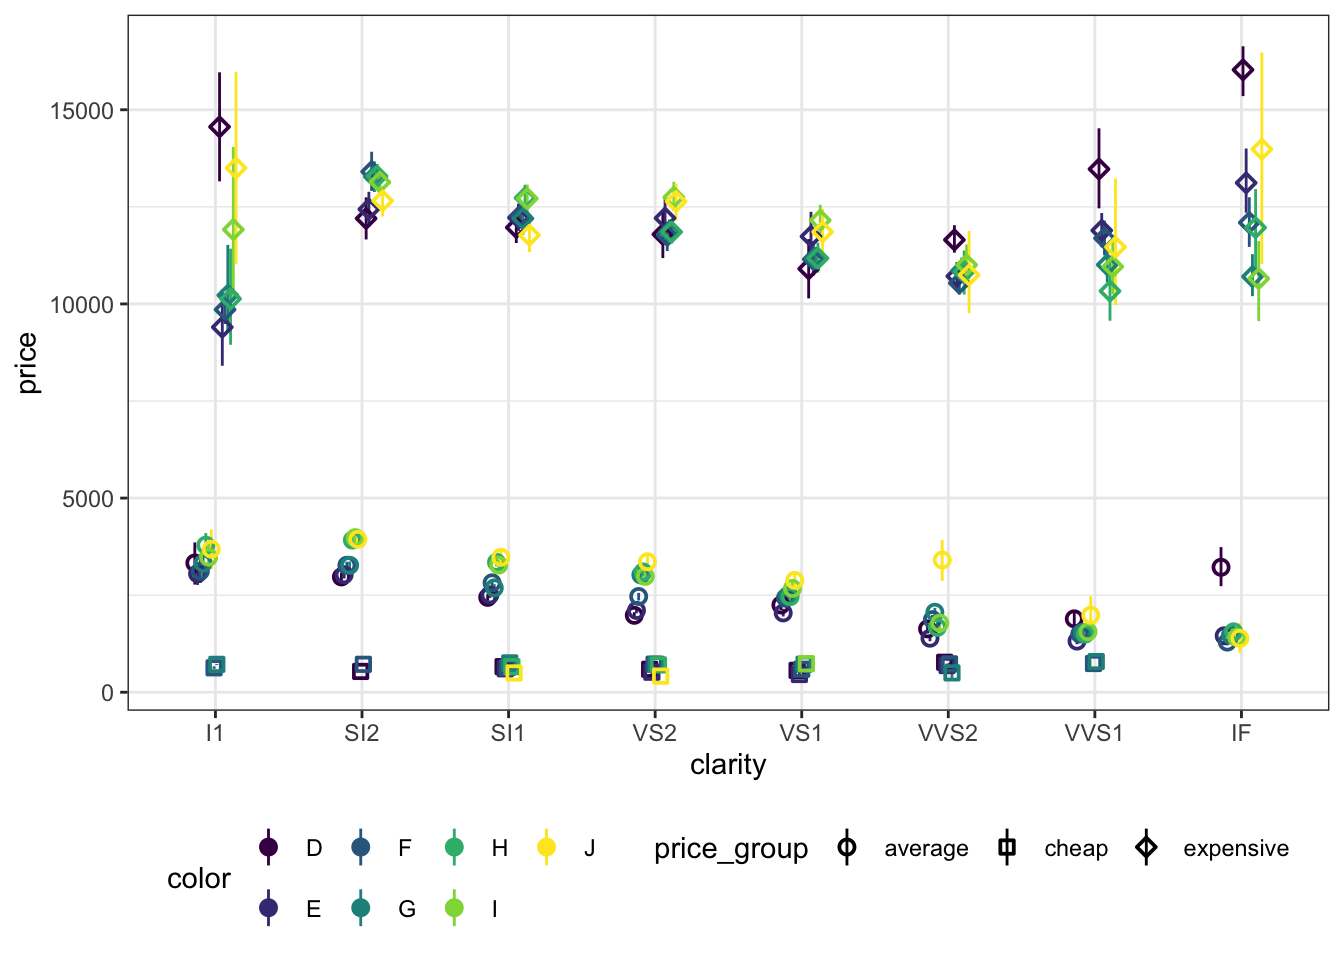 15000
10000
5000
0
price
I1 SI2 SI1 VS2 VS1 VVS2 VVS1 IF
clarity
color
D F H J
E G I
price_group
average cheap expensive